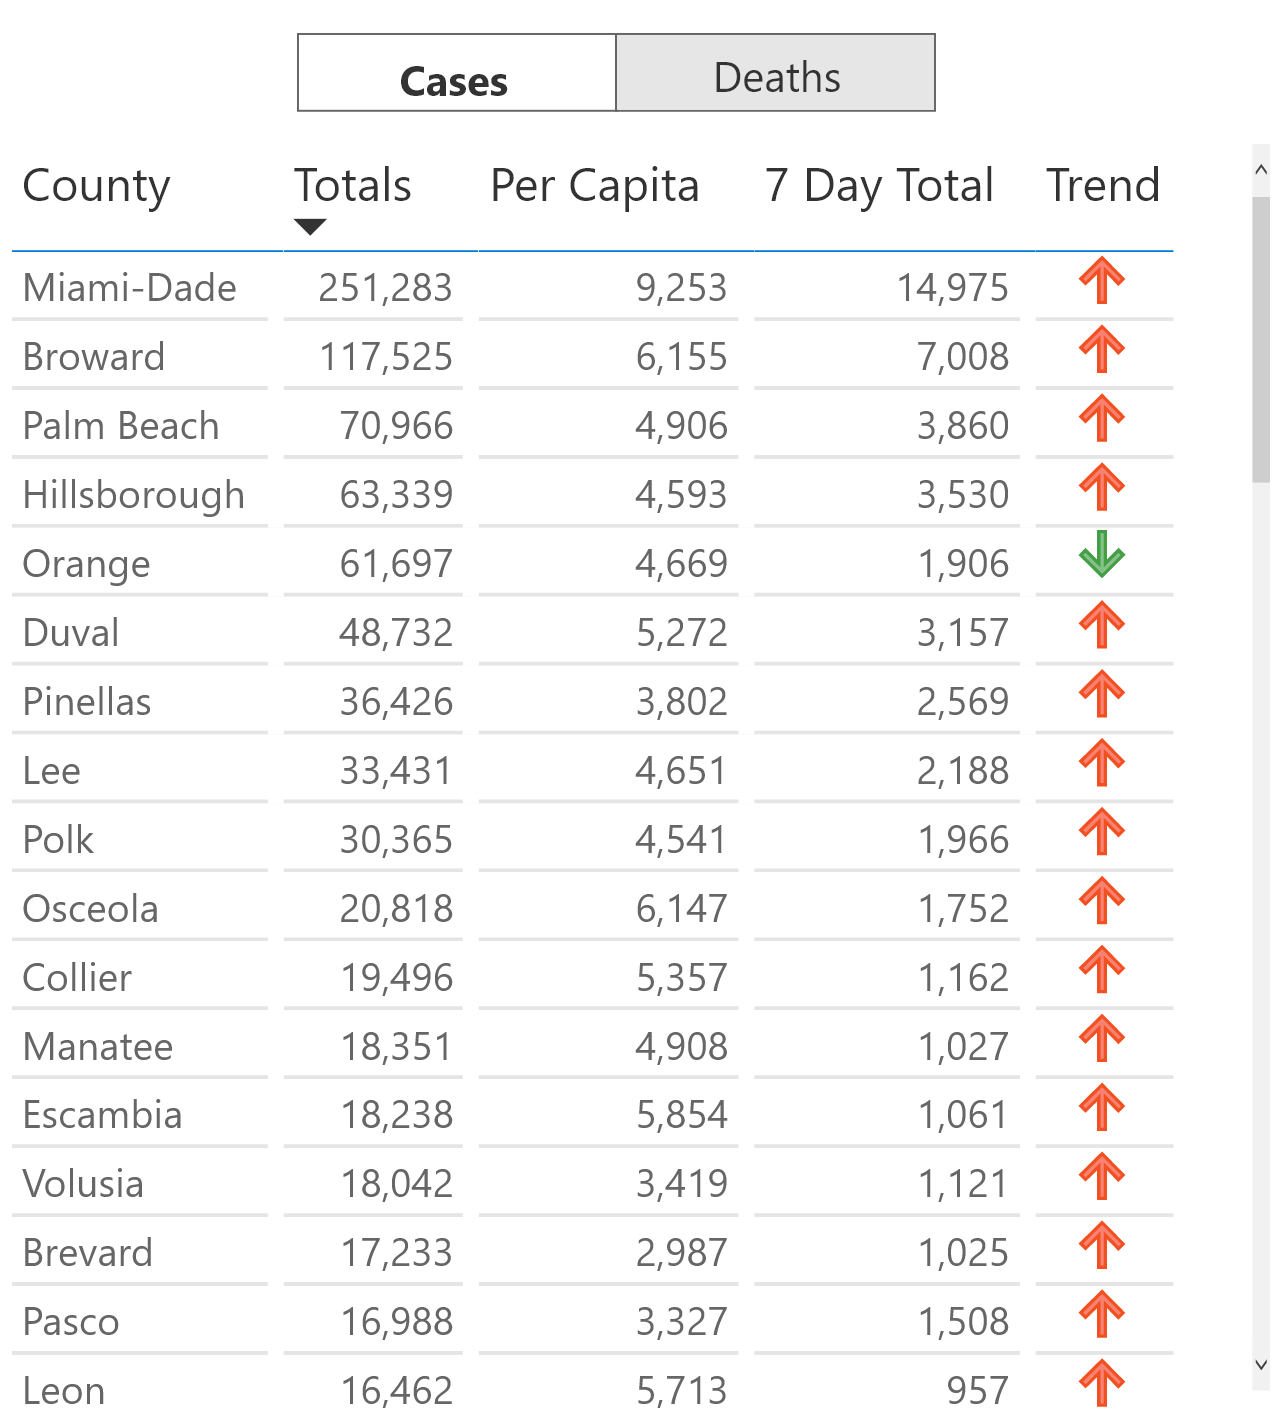 Cases Deaths
County Totals Per Capita 7 Day Total Trend
Miami-Dade 251,283 9,253 14,975
Broward 117,525 6,155 7,008
Palm Beach 70,966 4,906 3,860
Hillsborough 63,339 4,593 3,530
Orange 61,697 4,669 1,906
Duval 48,732 5,272 3,157
Pinellas 36,426 3,802 2,569
Lee 33,431 4,651 2,188
Polk 30,365 4,541 1,966
Osceola 20,818 6,147 1,752
Collier 19,496 5,357 1,162
Manatee 18,351 4,908 1,027
Escambia 18,238 5,854 1,061
Volusia 18,042 3,419 1,121
Brevard 17,233 2,987 1,025
Pasco 16,988 3,327 1,508
Leon 16,462 5,713 957